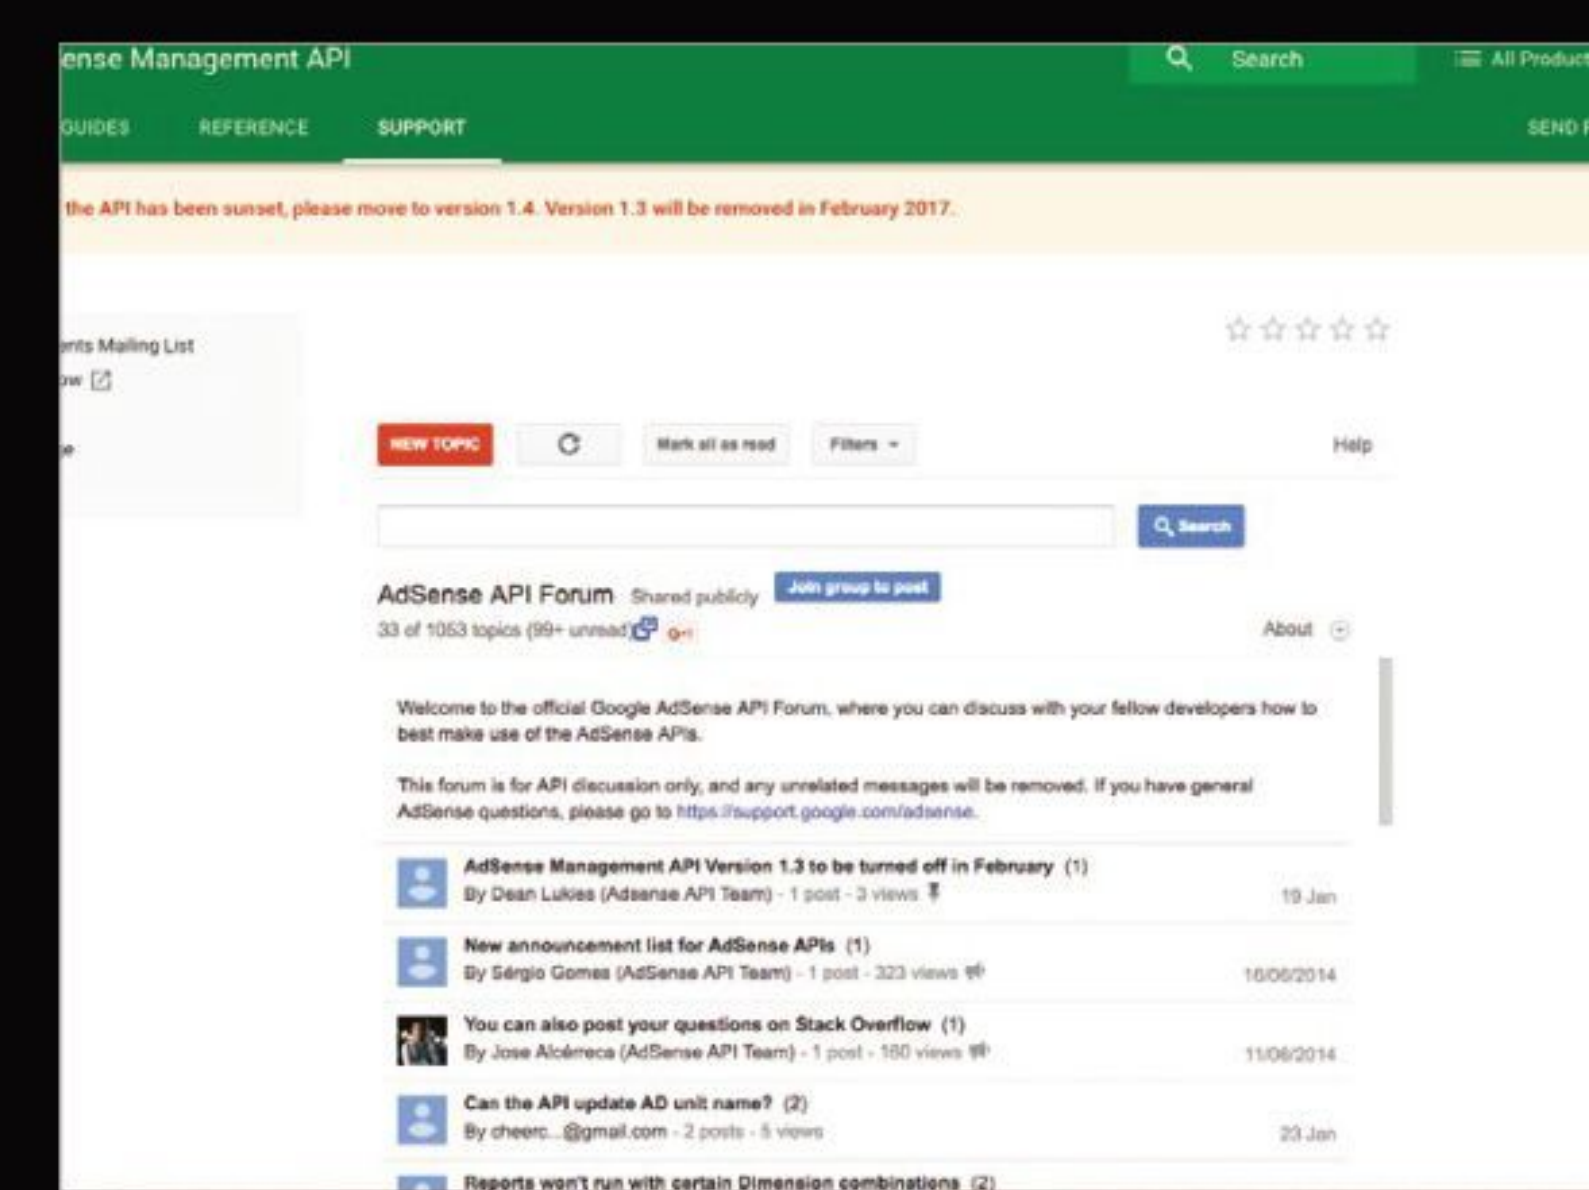 ense Management API
Search
All Product
GUIDES REFERENCE SUPPORT
SEND F
the API has been sunset, please move to version 1.4. Version 1.3 will be removed in February 2017.
ents Mailing List
ow
e
NEW TOPIC
Mark all as read
Filters
Help
Search
AdSense API Forum Shared publicly Join group to post
33 of 1053 topics (99+ unread) G+1
About
Welcome to the official Google AdSense API Forum, where you can discuss with your fellow developers how to
best make use of the AdSense APIs.
This forum is for API discussion only, and any unrelated messages will be removed. If you have general
AdSense questions, please go to https://support.google.com/adsense.
AdSense Management API Version 1.3 to be turned off in February (1)
By Dean Lukies (Adsense API Team) - 1 post - 3 views
19 Jan
New announcement list for AdSense APIs (1)
By Sérgio Gomes (AdSense API Team) - 1 post - 323 views
16/06/2014
You can also post your questions on Stack Overflow (1)
By Jose Alcérreca (AdSense API Team) - 1 post - 160 views
11/06/2014
Can the API update AD unit name? (2)
By cheerc...@gmail.com - 2 posts - 5 views
23 Jan
Reports won't run with certain Dimension combinations (2)